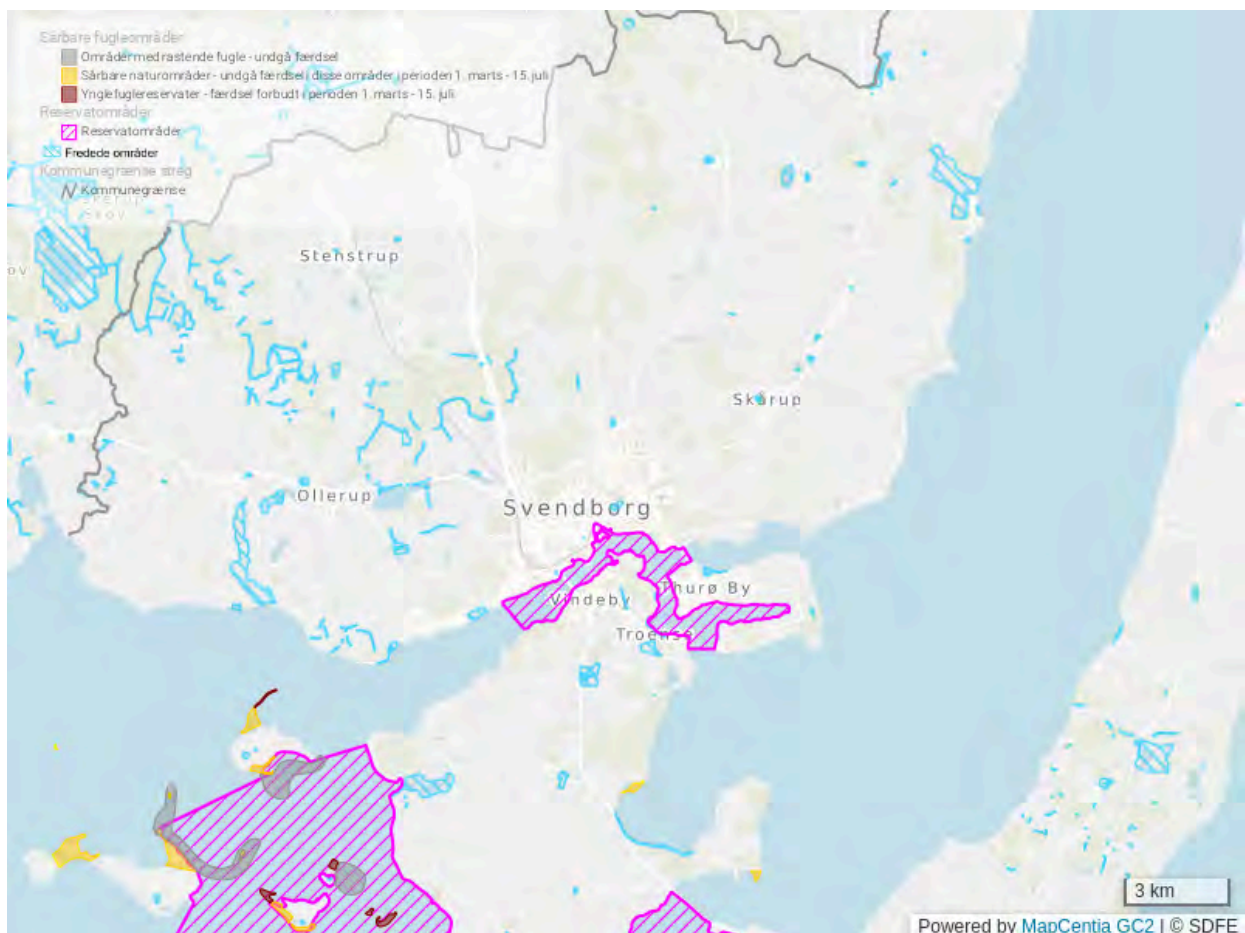 Sårbare fugleområder
Områder med rastende fugle - undgå færdsel
Sårbare naturområder - undgå færdsel i disse områder i perioden 1. marts - 15. juli
Ynglefuglereservater - færdsel forbudt i perioden 1. marts - 15. juli
Reservatområder
Reservatområder
Fredede områder
Kommunegrænse streg
Kommunegrænse
Skov
ov
Stenstrup
Skårup
Ollerup
Svendborg
Thurø By
Vindeby
Troense
3 km
Powered by MapCentia GC2 | © SDFE